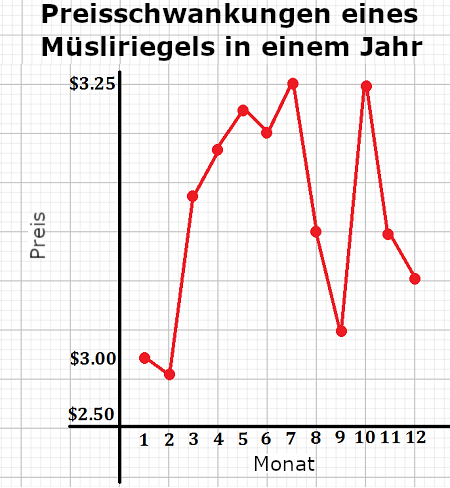 Preisschwankungen eines
Müsliriegels in einem Jahr
$3.25
Preis
$3.00
$2.50
1 2 3 4 5 6 7 8 9 10 11 12
Monat